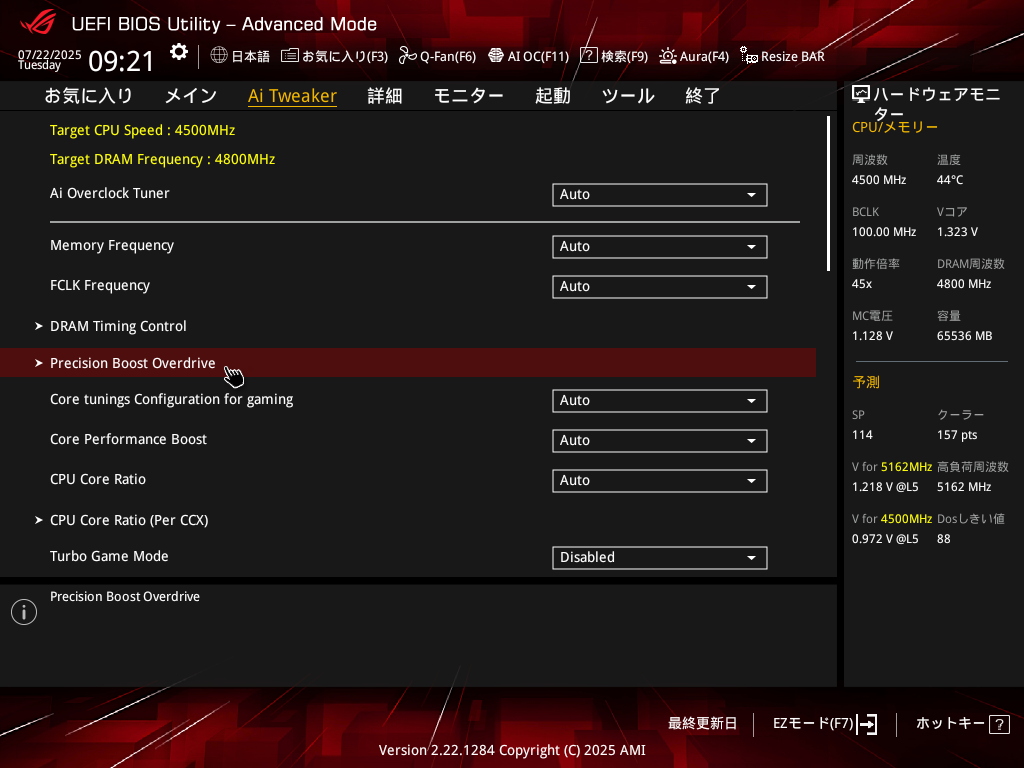 UEFI BIOS Utility – Advanced Mode
07/22/2025
Tuesday
09:21
日本語
お気に入り(F3)
Q-Fan(F6)
AI OC(F11)
検索(F9)
Aura(F4)
Resize BAR
お気に入り
メイン
Ai Tweaker
詳細
モニター
起動
ツール
終了
Target CPU Speed : 4500MHz
Target DRAM Frequency : 4800MHz
Ai Overclock Tuner
Auto
Memory Frequency
Auto
FCLK Frequency
Auto
DRAM Timing Control
Precision Boost Overdrive
Core tunings Configuration for gaming
Auto
Core Performance Boost
Auto
CPU Core Ratio
Auto
CPU Core Ratio (Per CCX)
Turbo Game Mode
Disabled
Precision Boost Overdrive
ハードウェアモニ
ター
CPU/メモリー
周波数 温度
4500 MHz 44°C
BCLK Vコア
100.00 MHz 1.323 V
動作倍率 DRAM周波数
45x 4800 MHz
MC電圧 容量
1.128 V 65536 MB
予測
SP クーラー
114 157 pts
V for 5162MHz 高負荷周波数
1.218 V @L5 5162 MHz
V for 4500MHz Dosしきい値
0.972 V @L5 88
最終更新日
EZモード(F7)
ホットキー ?
Version 2.22.1284 Copyright (C) 2025 AMI